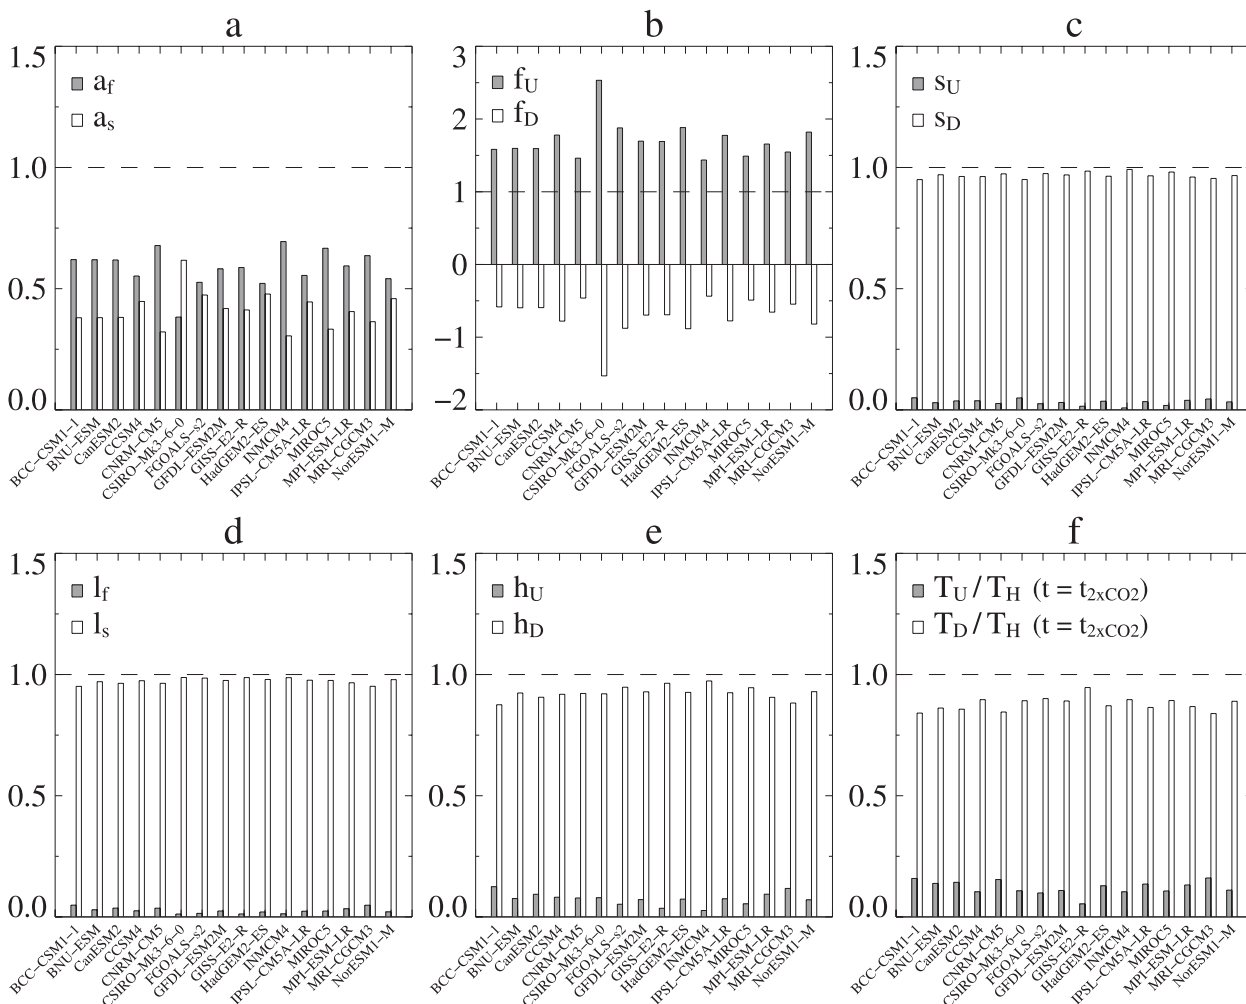 a
1.5
1.0
0.5
0.0
a_f
a_s
BCC−CSM1−1
BNU−ESM
CanESM2
CCSM4
CNRM−CM5
CSIRO−Mk3−6−0
FGOALS−s2
GFDL−ESM2M
GISS−E2−R
HadGEM2−ES
INMCM4
IPSL−CM5A−LR
MIROC5
MPI−ESM−LR
MRI−CGCM3
NorESM1−M
b
3
2
1
0
−1
−2
f_U
f_D
BCC−CSM1−1
BNU−ESM
CanESM2
CCSM4
CNRM−CM5
CSIRO−Mk3−6−0
FGOALS−s2
GFDL−ESM2M
GISS−E2−R
HadGEM2−ES
INMCM4
IPSL−CM5A−LR
MIROC5
MPI−ESM−LR
MRI−CGCM3
NorESM1−M
c
1.5
1.0
0.5
0.0
s_U
s_D
BCC−CSM1−1
BNU−ESM
CanESM2
CCSM4
CNRM−CM5
CSIRO−Mk3−6−0
FGOALS−s2
GFDL−ESM2M
GISS−E2−R
HadGEM2−ES
INMCM4
IPSL−CM5A−LR
MIROC5
MPI−ESM−LR
MRI−CGCM3
NorESM1−M
d
1.5
1.0
0.5
0.0
l_f
l_s
BCC−CSM1−1
BNU−ESM
CanESM2
CCSM4
CNRM−CM5
CSIRO−Mk3−6−0
FGOALS−s2
GFDL−ESM2M
GISS−E2−R
HadGEM2−ES
INMCM4
IPSL−CM5A−LR
MIROC5
MPI−ESM−LR
MRI−CGCM3
NorESM1−M
e
1.5
1.0
0.5
0.0
h_U
h_D
BCC−CSM1−1
BNU−ESM
CanESM2
CCSM4
CNRM−CM5
CSIRO−Mk3−6−0
FGOALS−s2
GFDL−ESM2M
GISS−E2−R
HadGEM2−ES
INMCM4
IPSL−CM5A−LR
MIROC5
MPI−ESM−LR
MRI−CGCM3
NorESM1−M
f
1.5
1.0
0.5
0.0
T_U / T_H (t = t_2xCO2)
T_D / T_H (t = t_2xCO2)
BCC−CSM1−1
BNU−ESM
CanESM2
CCSM4
CNRM−CM5
CSIRO−Mk3−6−0
FGOALS−s2
GFDL−ESM2M
GISS−E2−R
HadGEM2−ES
INMCM4
IPSL−CM5A−LR
MIROC5
MPI−ESM−LR
MRI−CGCM3
NorESM1−M